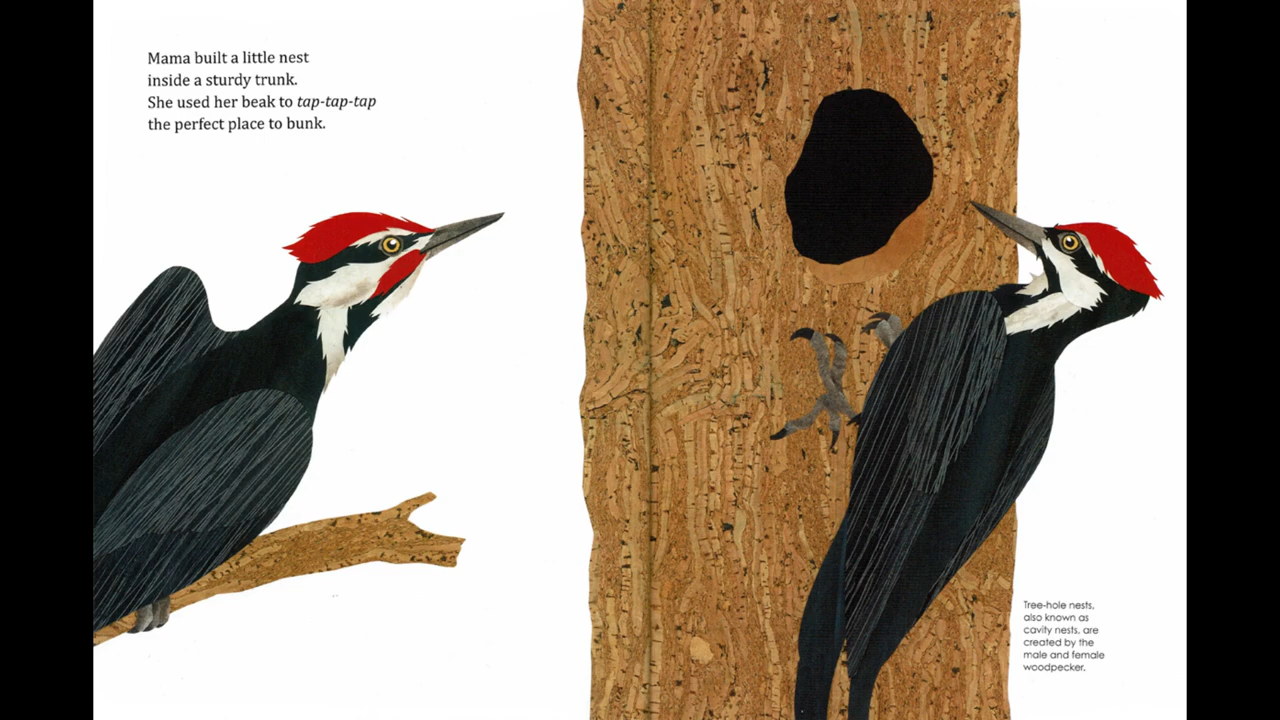 Mama built a little nest
inside a sturdy trunk.
She used her beak to tap-tap-tap
the perfect place to bunk.
Tree-hole nests,
also known as
cavity nests, are
created by the
male and female
woodpecker.